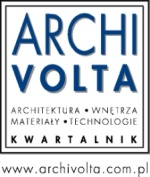 ARCHI
VOLTA
ARCHITEKTURA • WNĘTRZA
MATERIAŁY • TECHNOLOGIE
KWARTALNIK
www.archivolta.com.pl